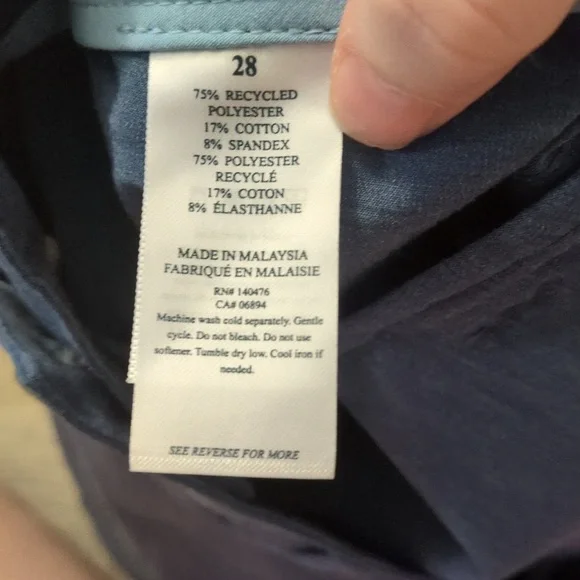 28
75% RECYCLED
POLYESTER
17% COTTON
8% SPANDEX
75% POLYESTER
RECYCLÉ
17% COTON
8% ÉLASTHANNE
MADE IN MALAYSIA
FABRIQUÉ EN MALAISIE
RN# 140476
CA# 06894
Machine wash cold separately. Gentle
cycle. Do not bleach. Do not use
softener. Tumble dry low. Cool iron if
needed.
SEE REVERSE FOR MORE